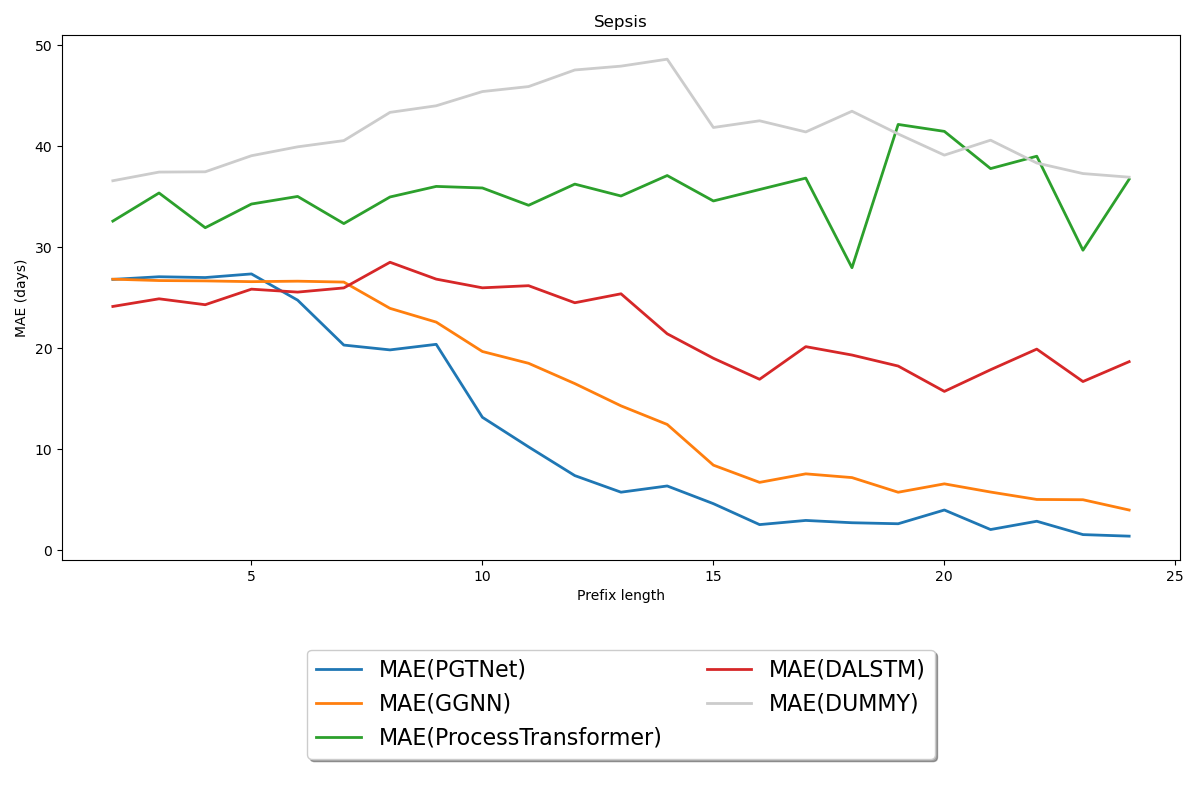 Sepsis
50
40
30
20
10
0
MAE (days)
5
10
15
20
25
Prefix length
MAE(PGTNet)
MAE(GGNN)
MAE(ProcessTransformer)
MAE(DALSTM)
MAE(DUMMY)